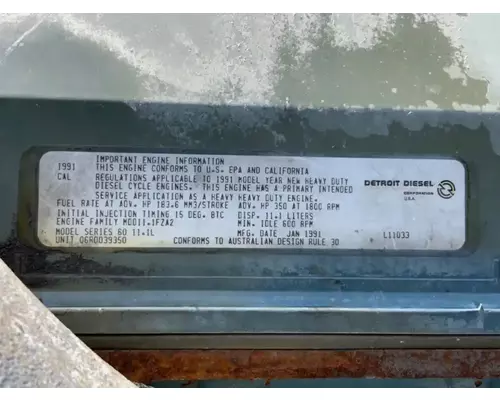 IMPORTANT ENGINE INFORMATION
1991 THIS ENGINE CONFORMS TO U.S. EPA AND CALIFORNIA
CAL REGULATIONS APPLICABLE TO 1991 MODEL YEAR NEW HEAVY DUTY
DIESEL CYCLE ENGINES. THIS ENGINE HAS A PRIMARY INTENDED
SERVICE APPLICATION AS A HEAVY HEAVY DUTY ENGINE.
FUEL RATE AT ADV. HP 183.6 MM3/STROKE ADV. HP 350 AT 1800 RPM
INITIAL INJECTION TIMING 15 DEG. BTC DISP. 11.1 LITERS
ENGINE FAMILY MDD11.1FZA2 MIN. IDLE 600 RPM
MODEL SERIES 60 11.1L MFG. DATE JAN 1991
UNIT 06R0039350 CONFORMS TO AUSTRALIAN DESIGN RULE 30
L11033
DETROIT DIESEL
CORPORATION
U.S.A.